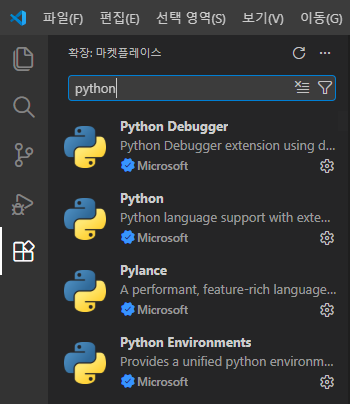 파일(F) 편집(E) 선택 영역(S) 보기(V) 이동(G)
확장: 마켓플레이스
python
Python Debugger
Python Debugger extension using d...
Microsoft
Python
Python language support with exte...
Microsoft
Pylance
A performant, feature-rich language...
Microsoft
Python Environments
Provides a unified python environm...
Microsoft